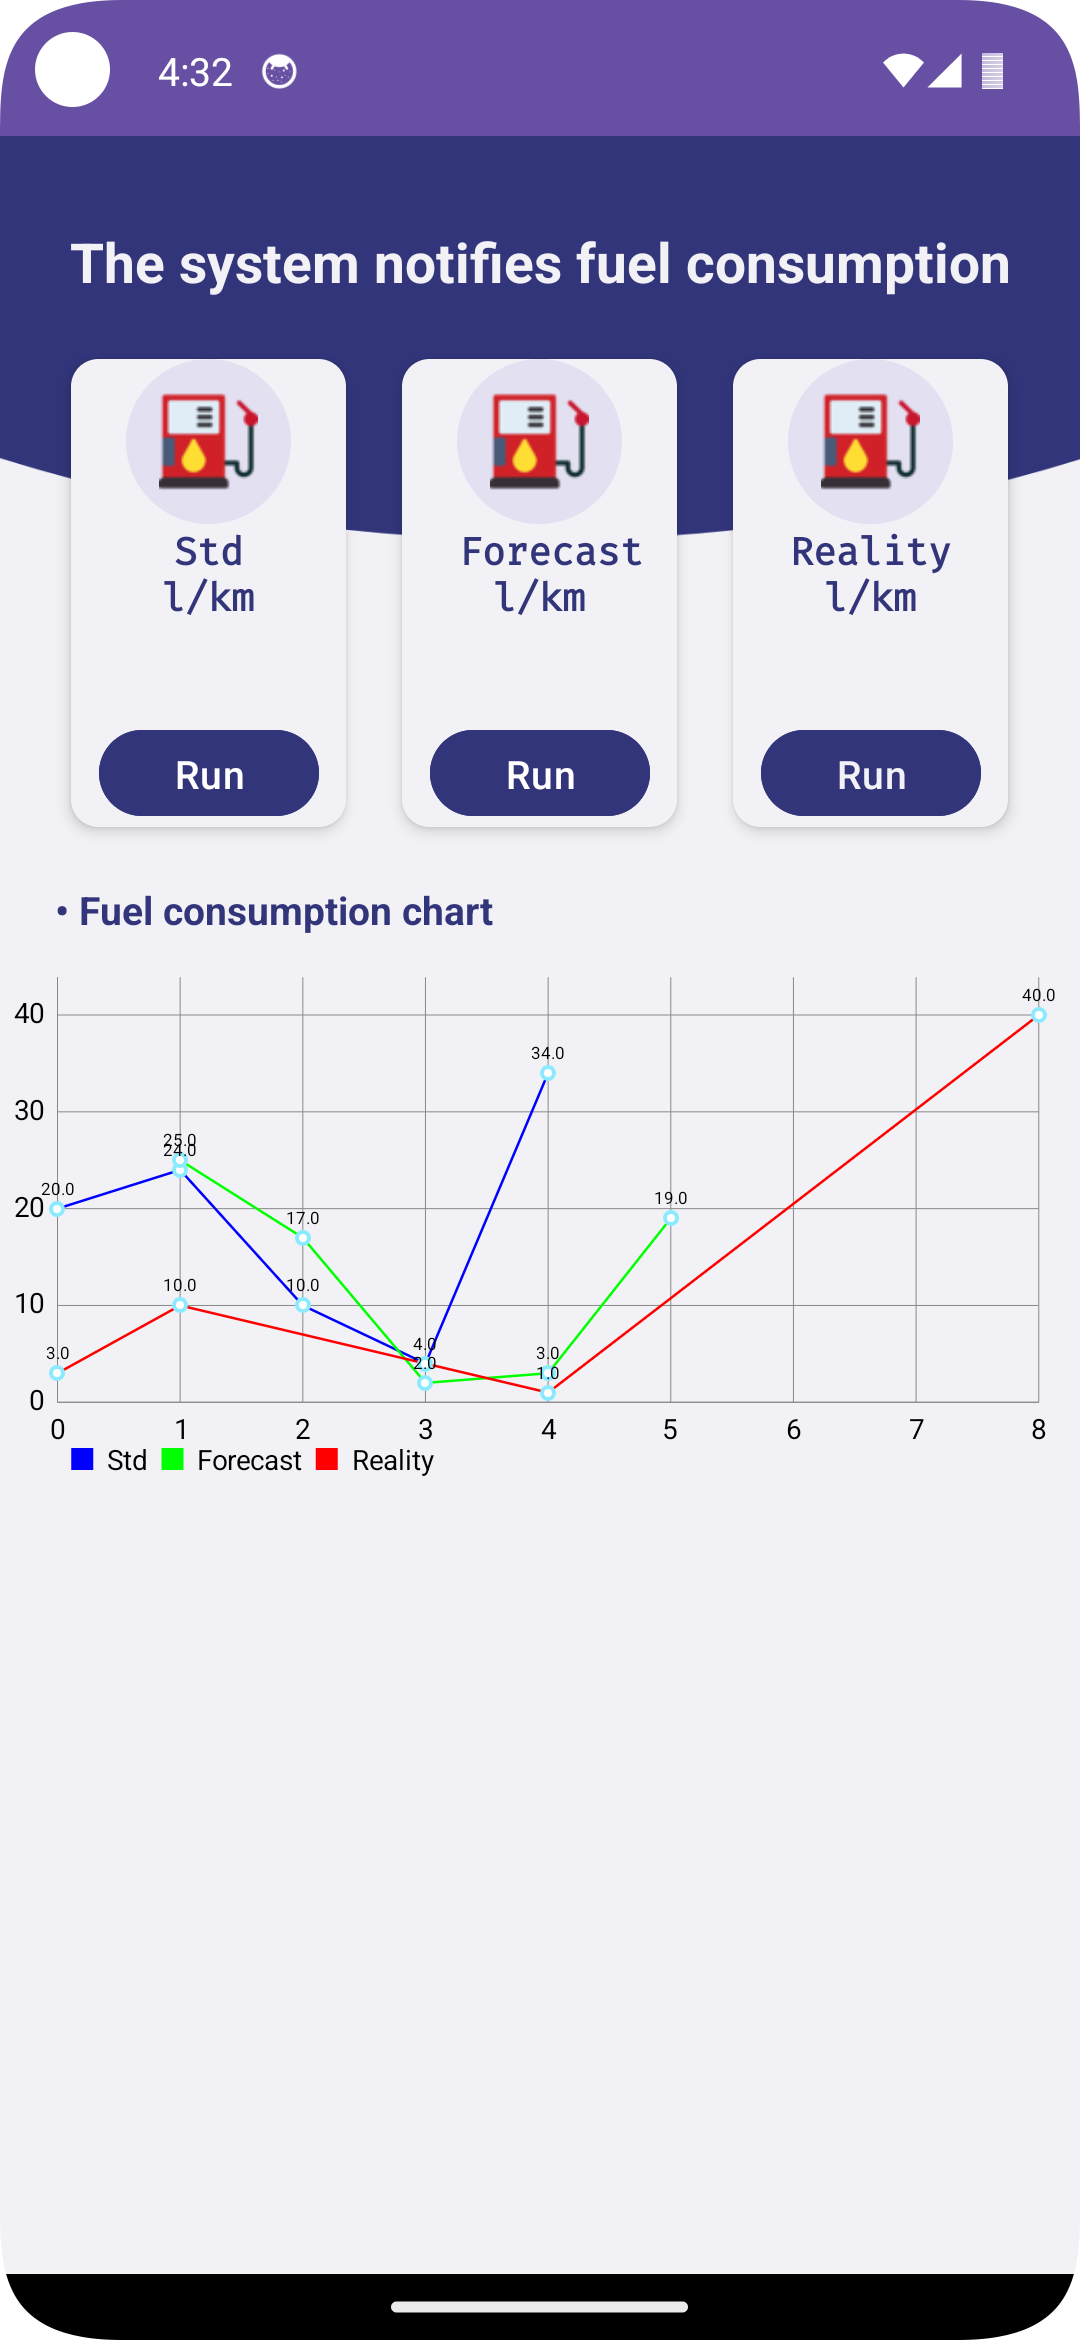 4:32
The system notifies fuel consumption
Std
l/km
Forecast
l/km
Reality
l/km
Run
Run
Run
• Fuel consumption chart
40
30
20
10
0
40.0
34.0
25.0
24.0
20.0
19.0
17.0
10.0
10.0
4.0
3.0
3.0
2.0
1.0
0 1 2 3 4 5 6 7 8
Std Forecast Reality